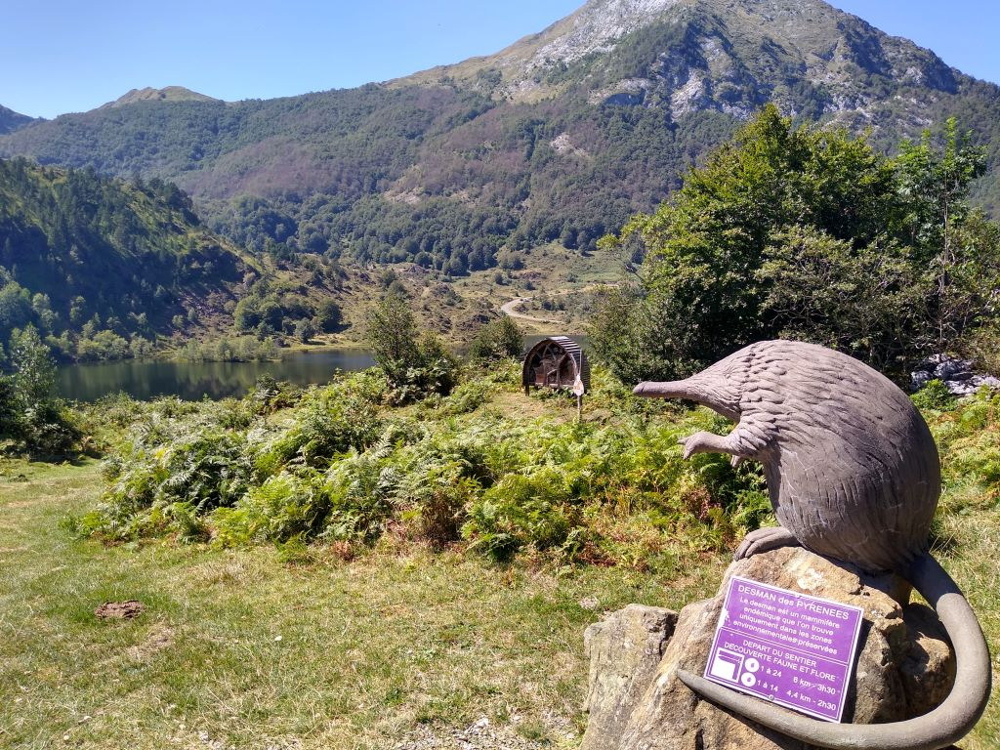 DESMAN des PYRENEES
Le desman est un mammifère
endémique que l'on trouve
uniquement dans les zones
environnementales préservées
DEPART DU SENTIER
DECOUVERTE FAUNE ET FLORE
1 à 24 8 km - 3h30
1 à 14 4,4 km - 2h30